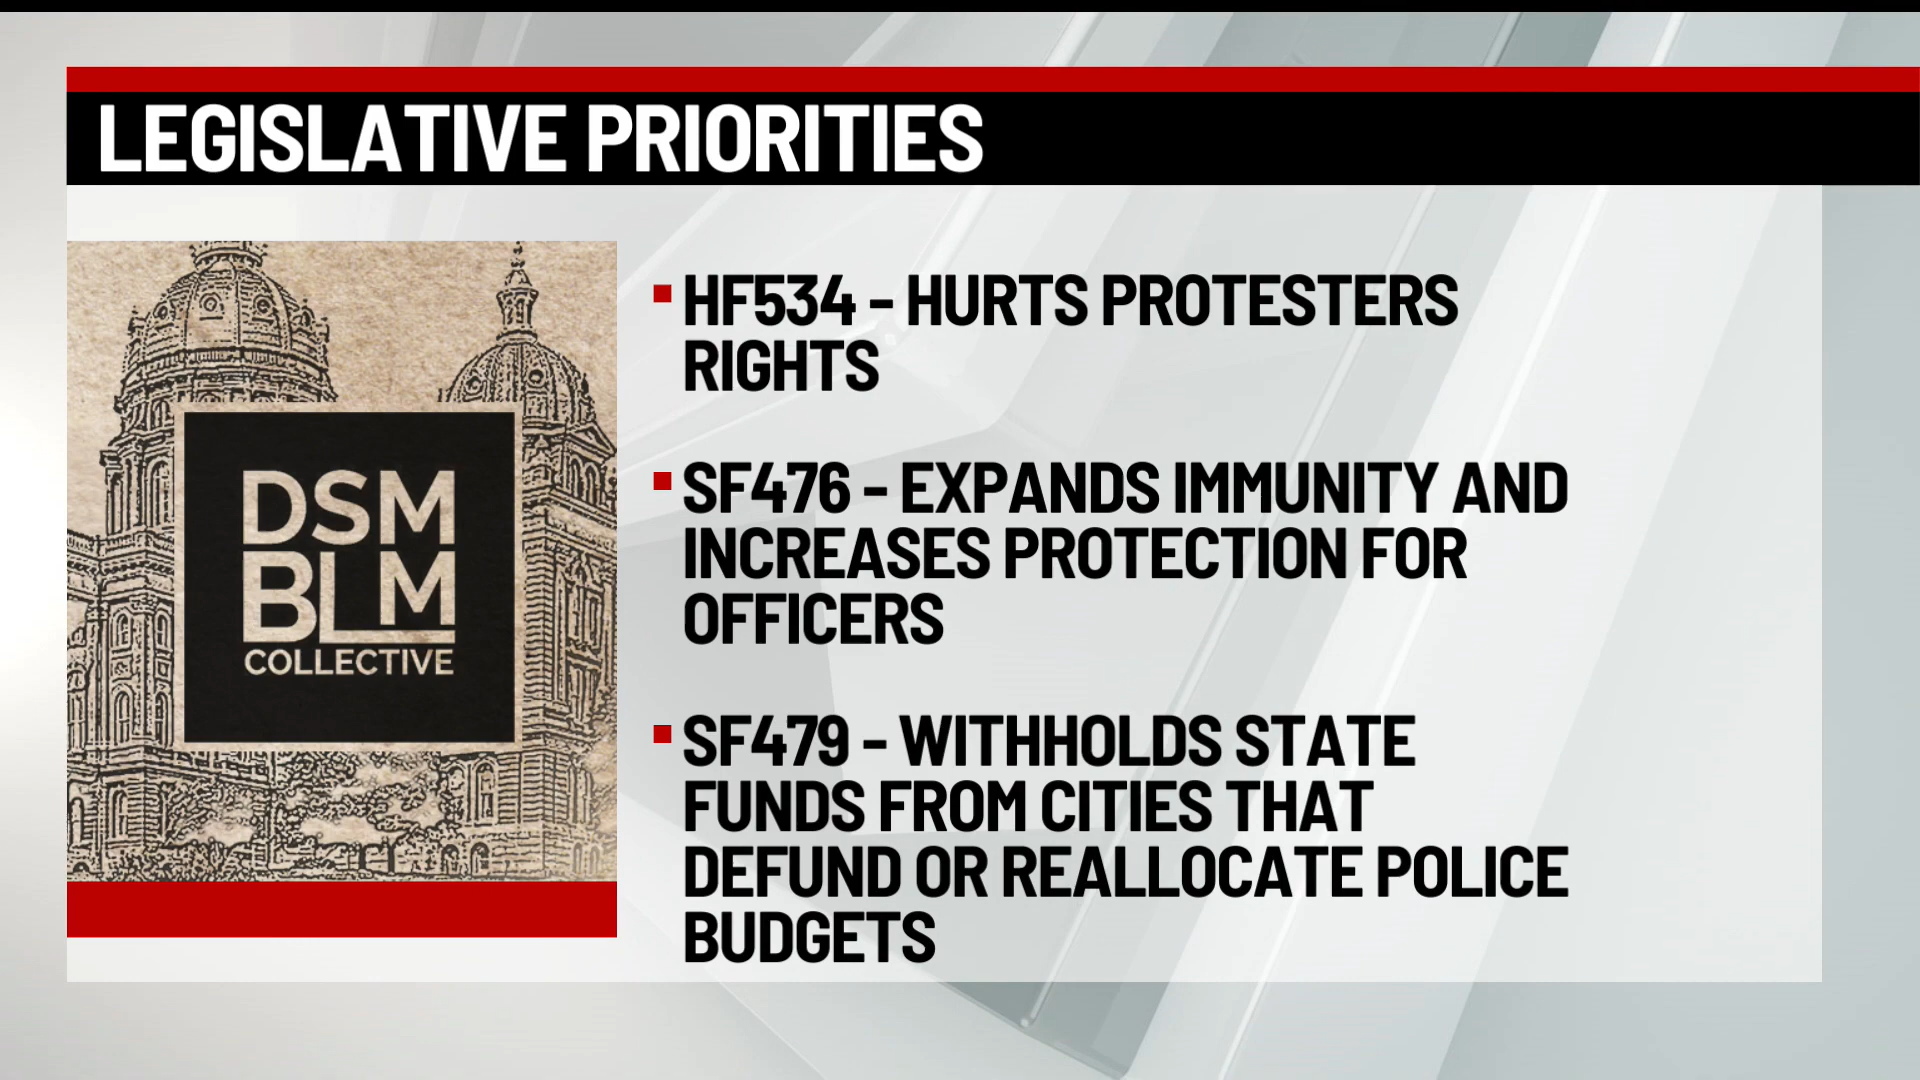 LEGISLATIVE PRIORITIES
DSM
BLM
COLLECTIVE
HF534 – HURTS PROTESTERS
RIGHTS
SF476 – EXPANDS IMMUNITY AND
INCREASES PROTECTION FOR
OFFICERS
SF479 – WITHHOLDS STATE
FUNDS FROM CITIES THAT
DEFUND OR REALLOCATE POLICE
BUDGETS